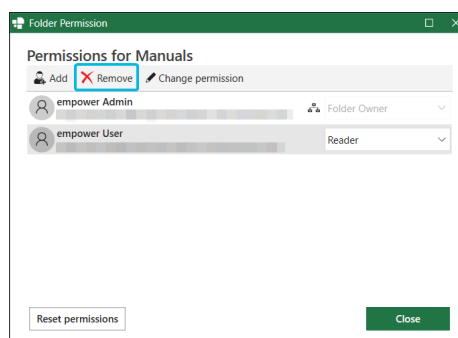 Folder Permission
Permissions for Manuals
Add Remove Change permission
empower Admin
Folder Owner
empower User
Reader
Reset permissions Close